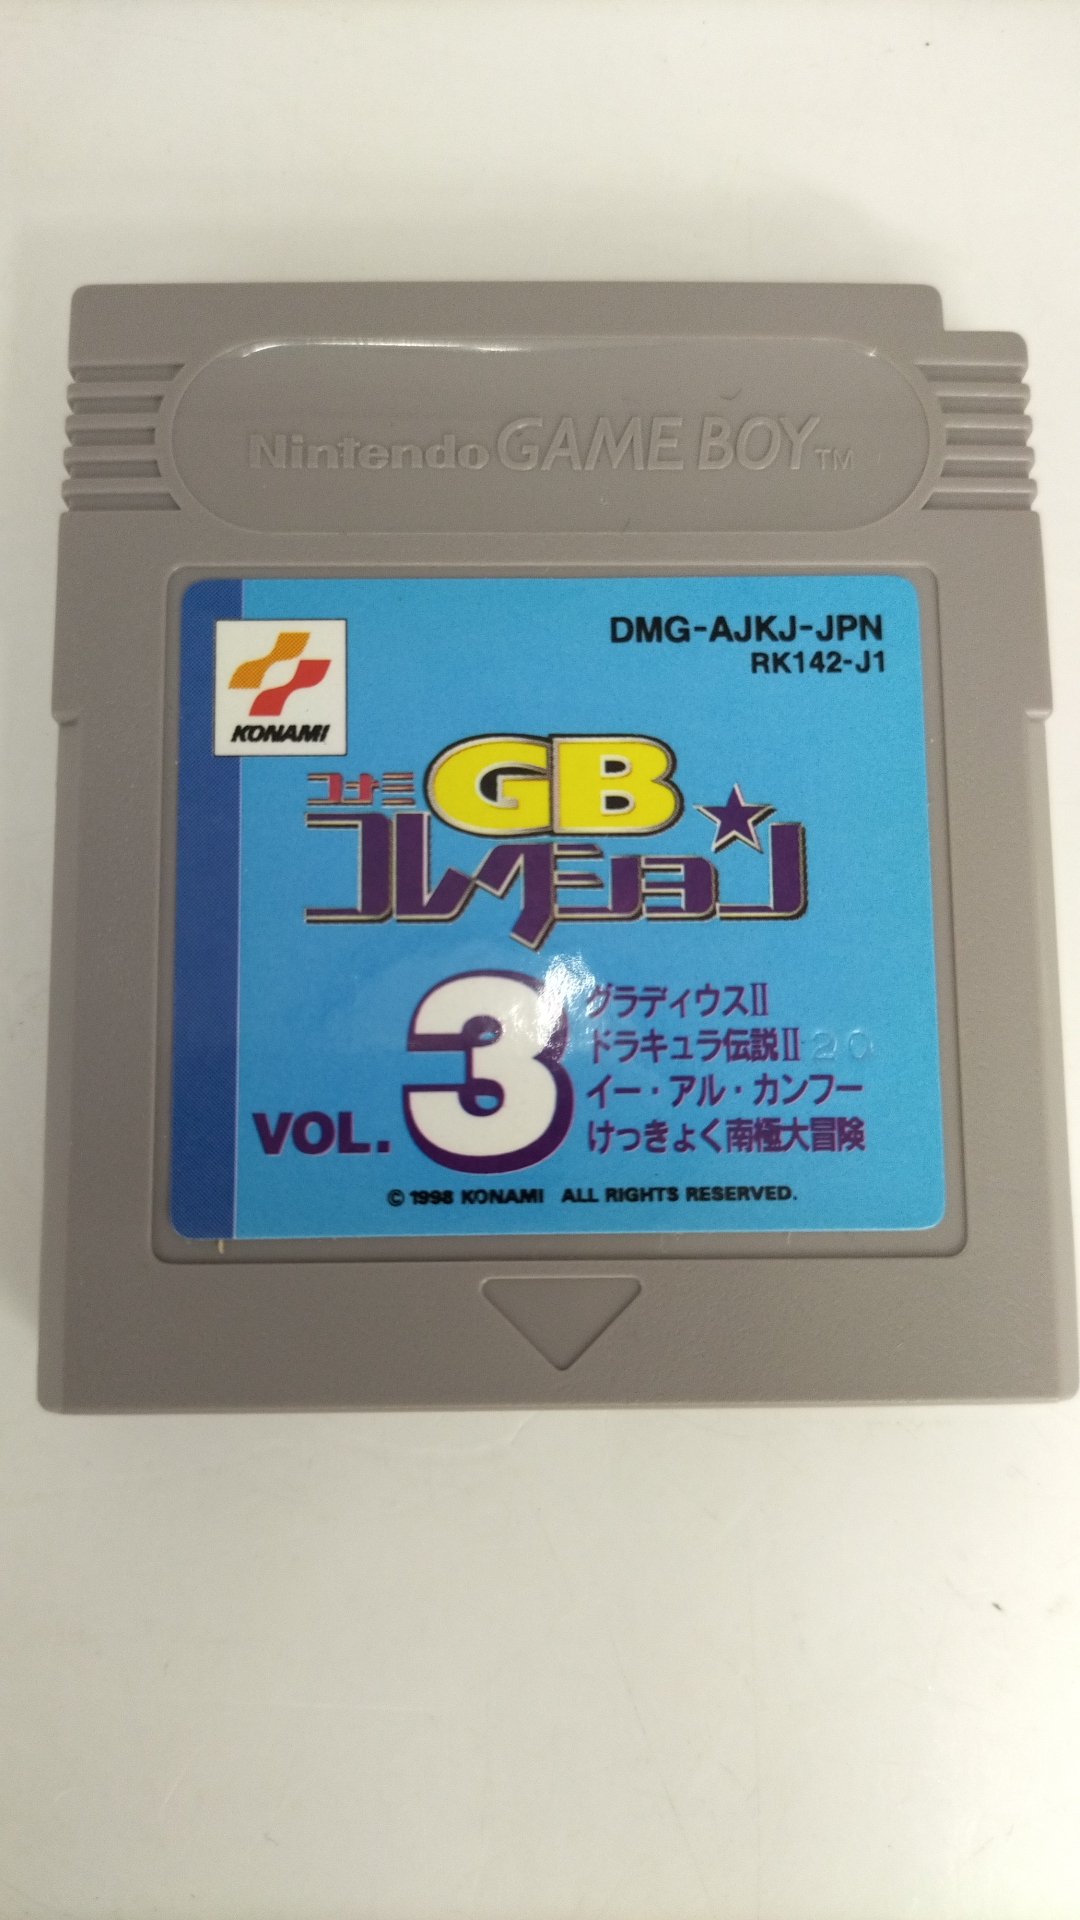 Nintendo GAME BOY TM
DMG-AJKJ-JPN
RK142-J1
KONAMI
コナミ GB
コレクション
VOL. 3
グラディウスII
ドラキュラ伝説II 20
イー・アル・カンフー
けっきょく南極大冒険
© 1998 KONAMI ALL RIGHTS RESERVED.